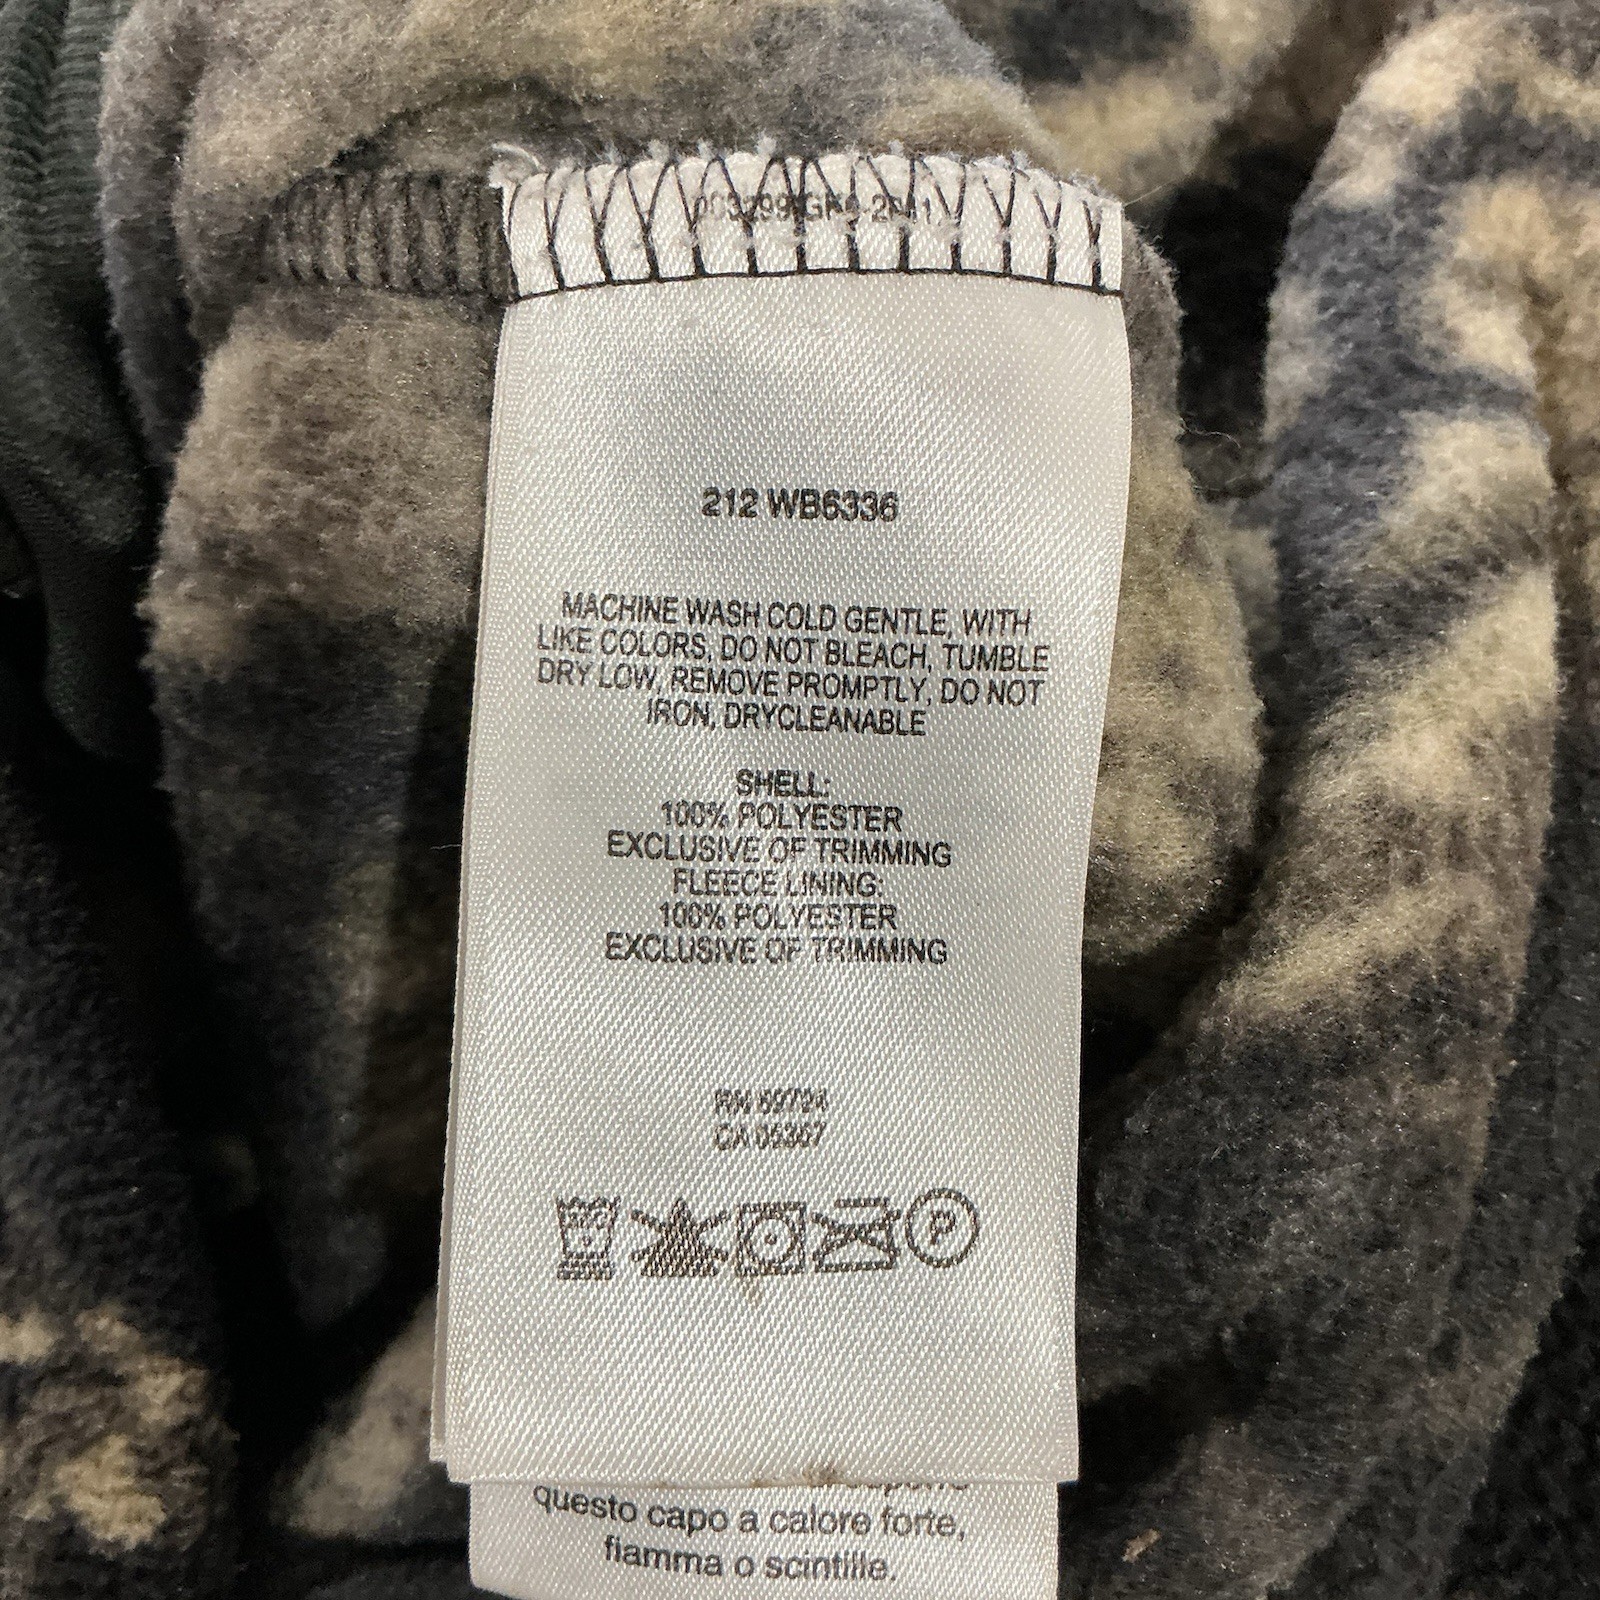 212 WB6336
MACHINE WASH COLD GENTLE, WITH
LIKE COLORS, DO NOT BLEACH, TUMBLE
DRY LOW, REMOVE PROMPTLY, DO NOT
IRON, DRYCLEANABLE
SHELL:
100% POLYESTER
EXCLUSIVE OF TRIMMING
FLEECE LINING:
100% POLYESTER
EXCLUSIVE OF TRIMMING
RN 59724
CA 05367
P
questo capo a calore forte,
fiamma o scintille.